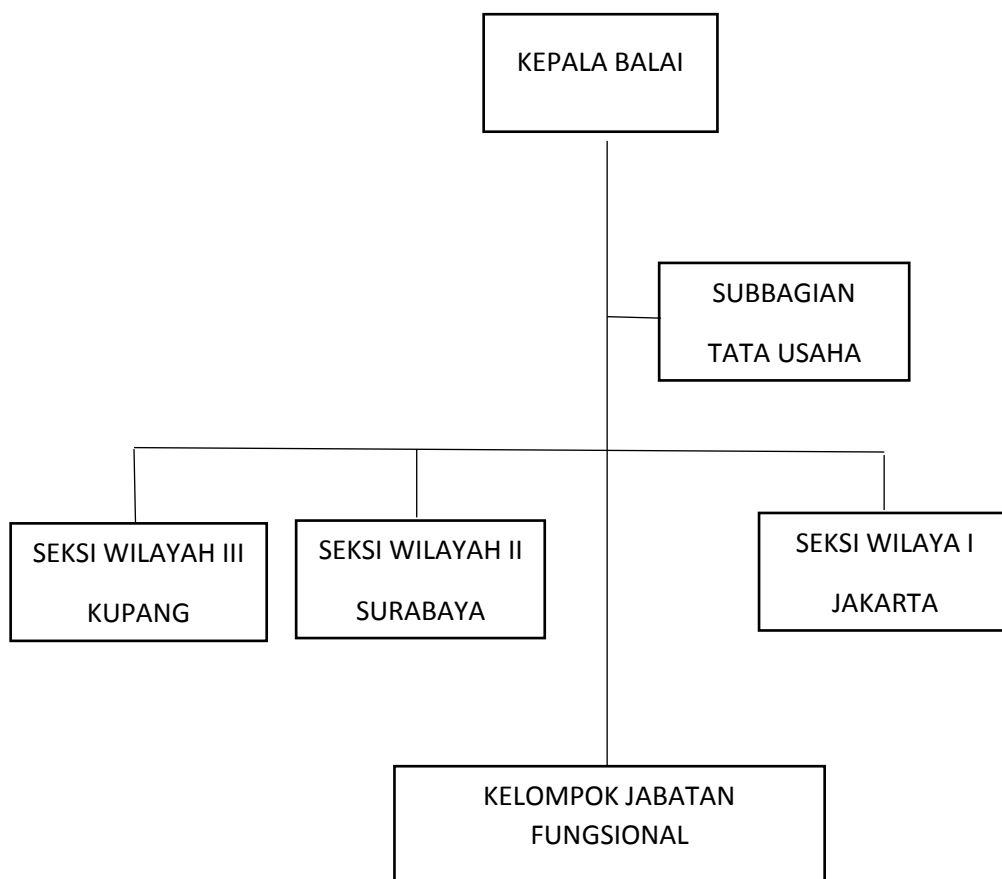 KEPALA BALAI
SUBBAGIAN
TATA USAHA
SEKSI WILAYAH III
KUPANG
SEKSI WILAYAH II
SURABAYA
SEKSI WILAYA I
JAKARTA
KELOMPOK JABATAN
FUNGSIONAL